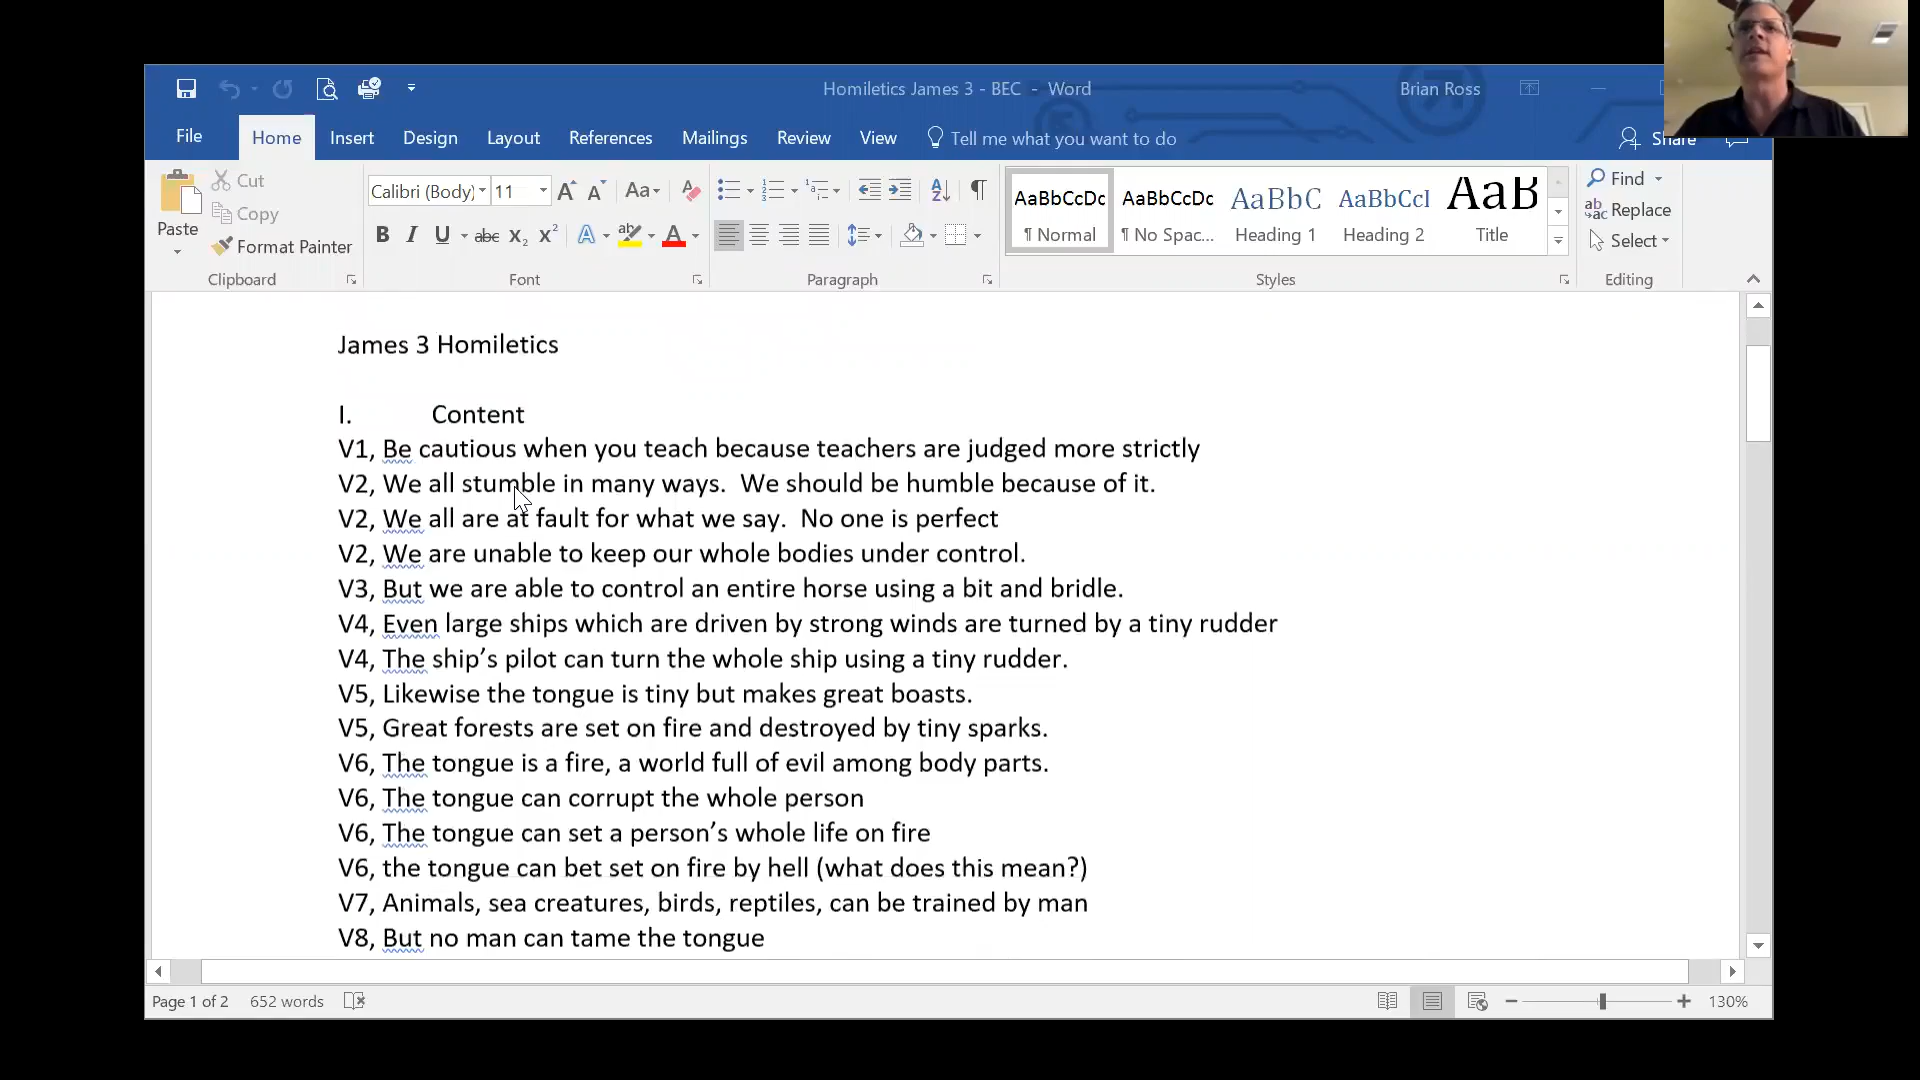 Homiletics James 3 - BEC - Word
Brian Ross
File Home Insert Design Layout References Mailings Review View Tell me what you want to do Share
Paste
Cut
Copy
Format Painter
Clipboard
Calibri (Body) 11
Font
Paragraph
AaBbCcDc AaBbCcDc AaBbC AaBbCcI AaB
¶ Normal ¶ No Spac... Heading 1 Heading 2 Title
Styles
Find
Replace
Select
Editing
James 3 Homiletics
I. Content
V1, Be cautious when you teach because teachers are judged more strictly
V2, We all stumble in many ways. We should be humble because of it.
V2, We all are at fault for what we say. No one is perfect
V2, We are unable to keep our whole bodies under control.
V3, But we are able to control an entire horse using a bit and bridle.
V4, Even large ships which are driven by strong winds are turned by a tiny rudder
V4, The ship’s pilot can turn the whole ship using a tiny rudder.
V5, Likewise the tongue is tiny but makes great boasts.
V5, Great forests are set on fire and destroyed by tiny sparks.
V6, The tongue is a fire, a world full of evil among body parts.
V6, The tongue can corrupt the whole person
V6, The tongue can set a person’s whole life on fire
V6, the tongue can bet set on fire by hell (what does this mean?)
V7, Animals, sea creatures, birds, reptiles, can be trained by man
V8, But no man can tame the tongue
Page 1 of 2 652 words 130%